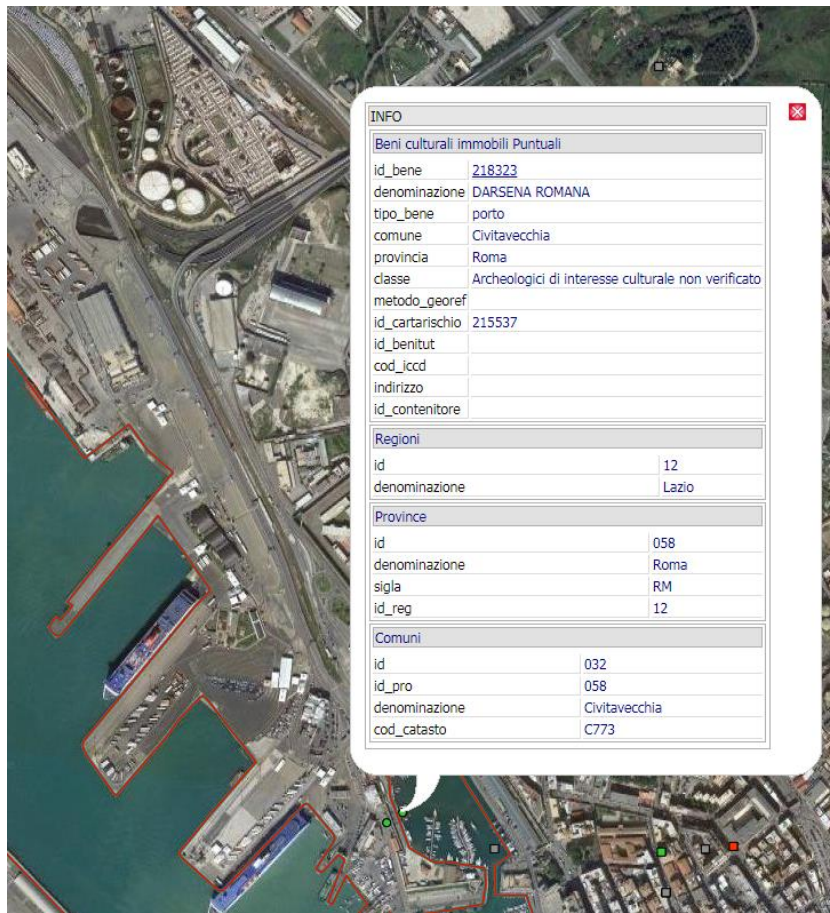 INFO
Beni culturali immobili Puntuali
id_bene 218323
denominazione DARSENA ROMANA
tipo_bene porto
comune Civitavecchia
provincia Roma
classe Archeologici di interesse culturale non verificato
metodo_georef
id_cartarischio 215537
id_benitut
cod_iccd
indirizzo
id_contenitore
Regioni
id 12
denominazione Lazio
Province
id 058
denominazione Roma
sigla RM
id_reg 12
Comuni
id 032
id_pro 058
denominazione Civitavecchia
cod_catasto C773